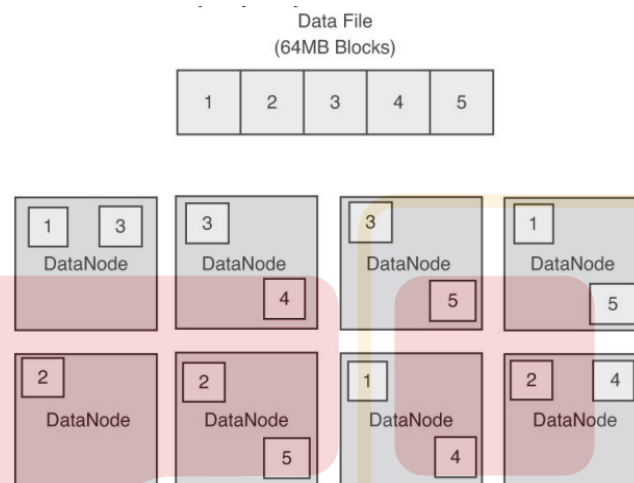 Data File
(64MB Blocks)
1 2 3 4 5
1 3 3 3 1
DataNode DataNode DataNode DataNode
4 5 5
2 2 1 2 4
DataNode DataNode DataNode DataNode
5 4